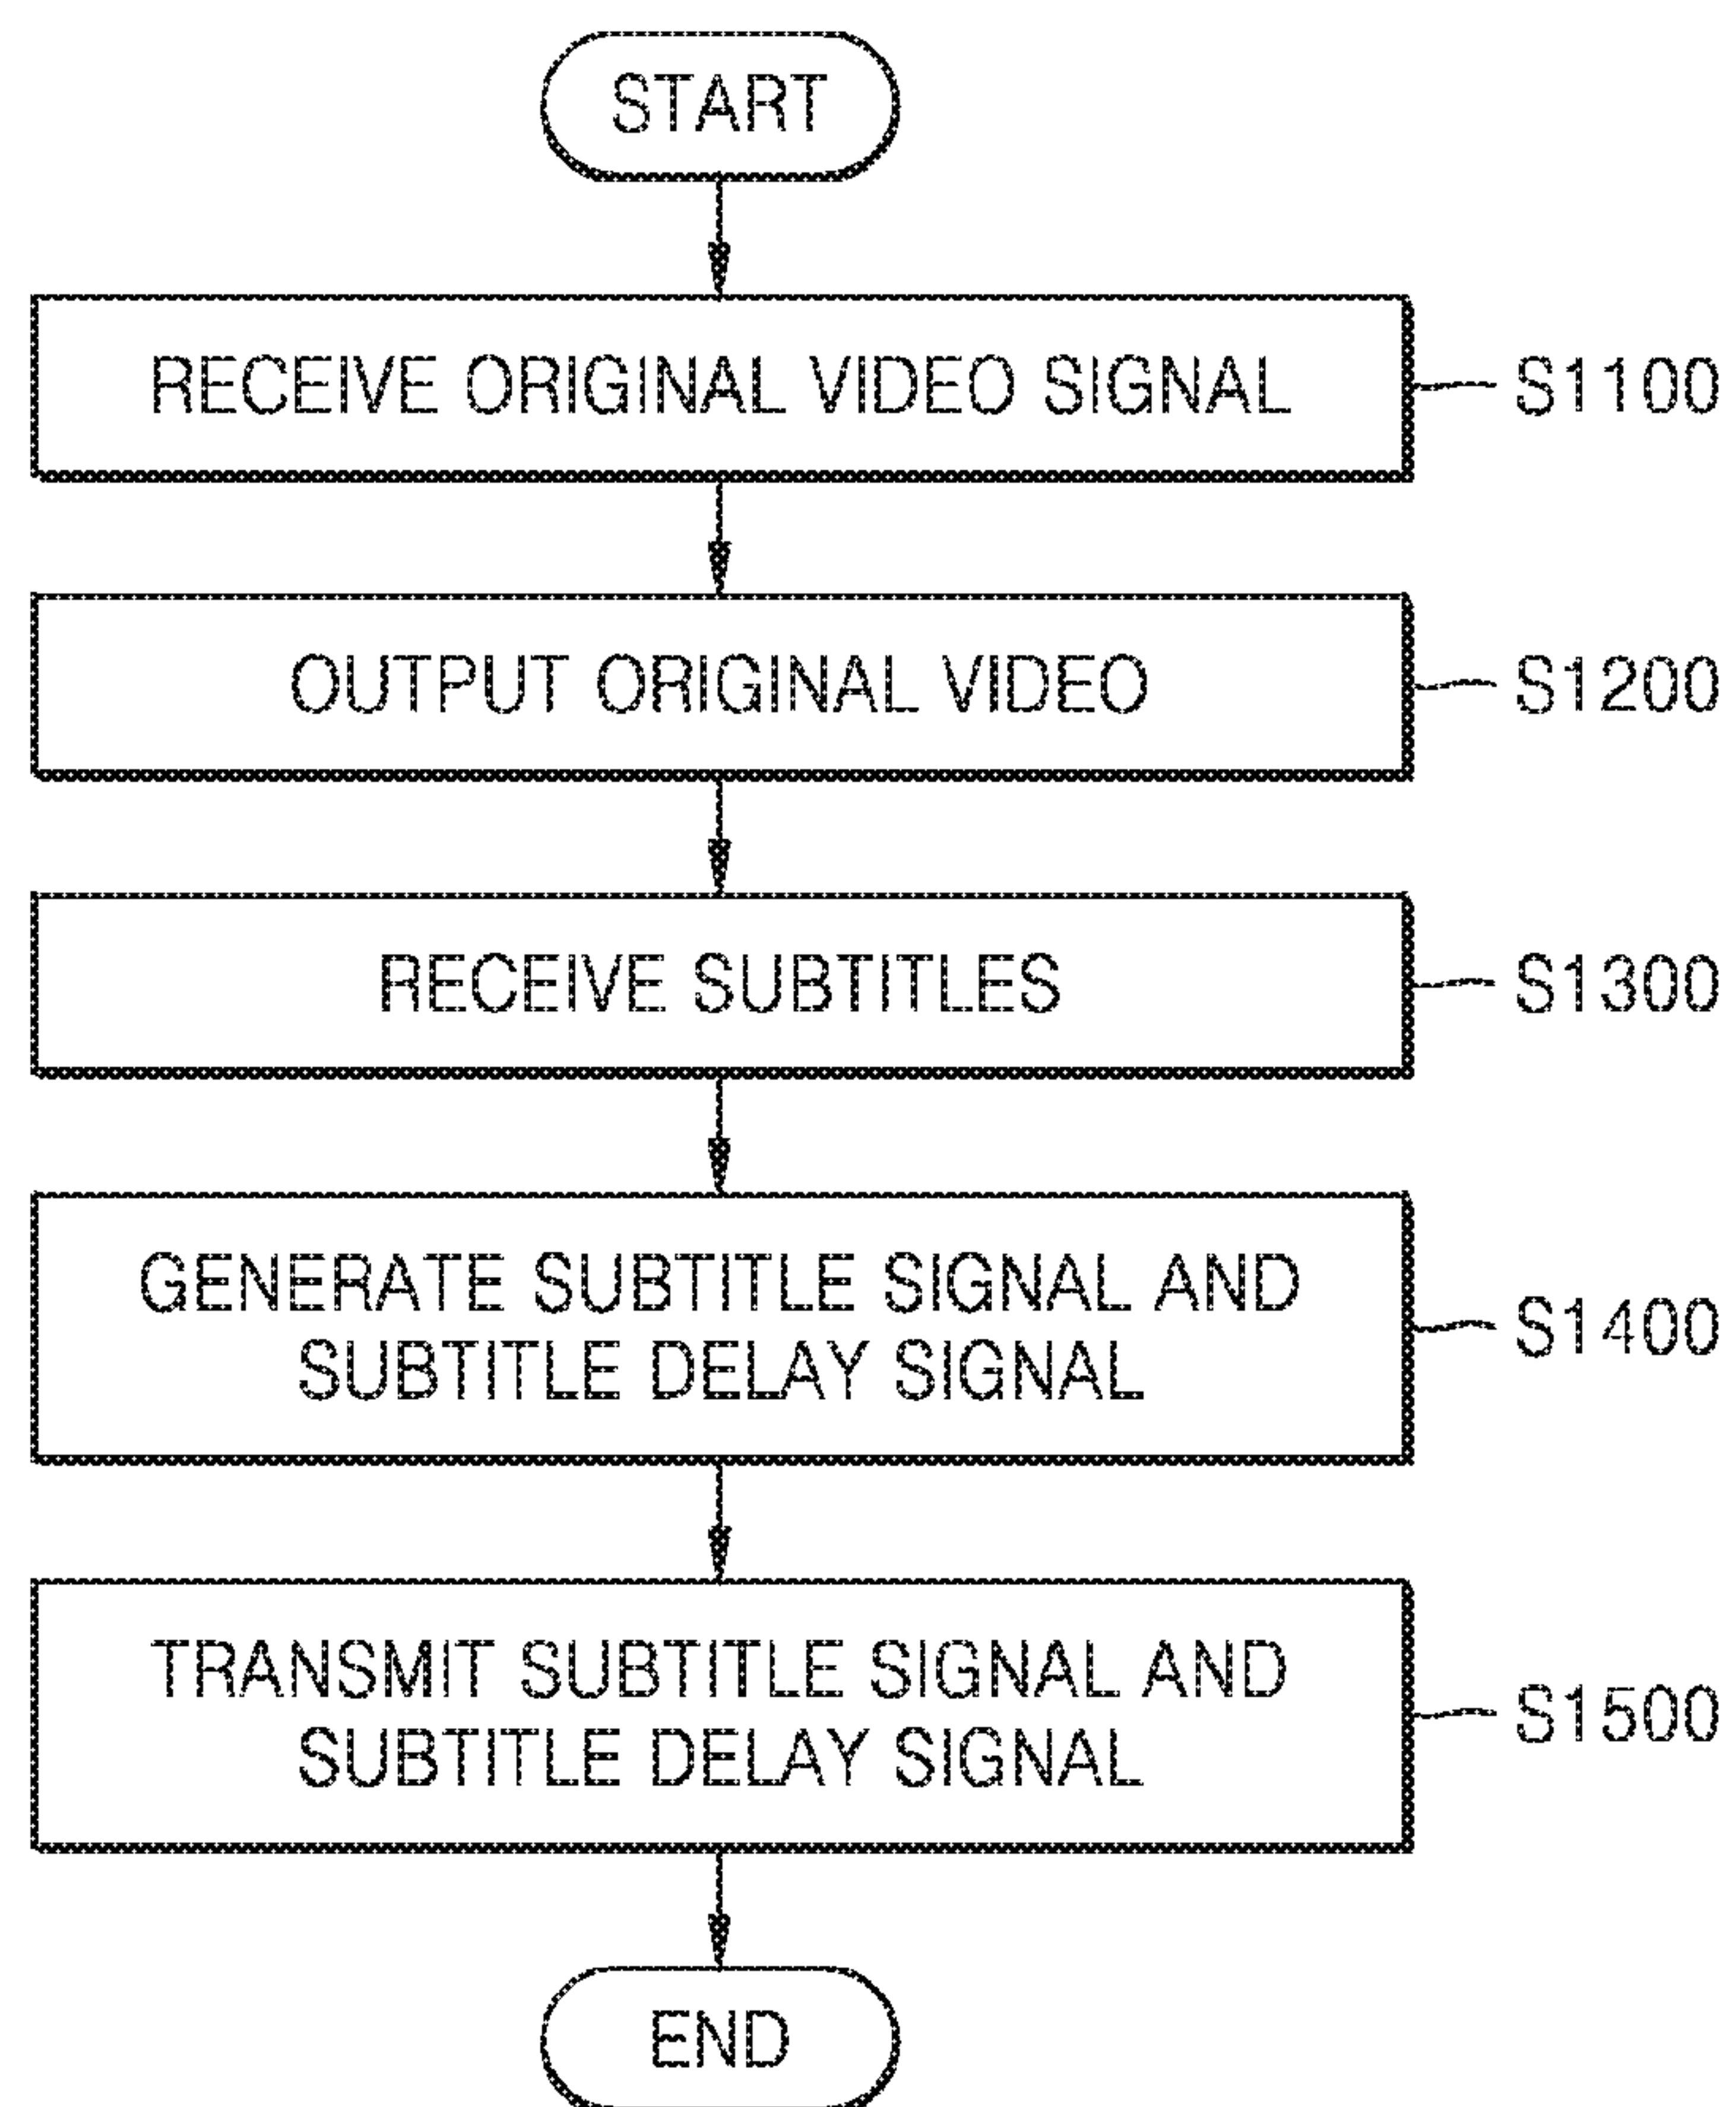 START
RECEIVE ORIGINAL VIDEO SIGNAL
S1100
OUTPUT ORIGINAL VIDEO
S1200
RECEIVE SUBTITLES
S1300
GENERATE SUBTITLE SIGNAL AND
SUBTITLE DELAY SIGNAL
S1400
TRANSMIT SUBTITLE SIGNAL AND
SUBTITLE DELAY SIGNAL
S1500
END